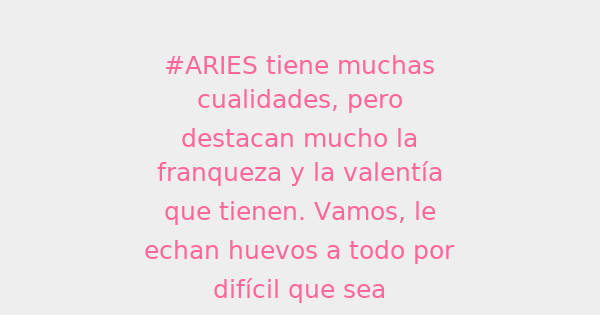 #ARIES tiene muchas
cualidades, pero
destacan mucho la
franqueza y la valentía
que tienen. Vamos, le
echan huevos a todo por
difícil que sea